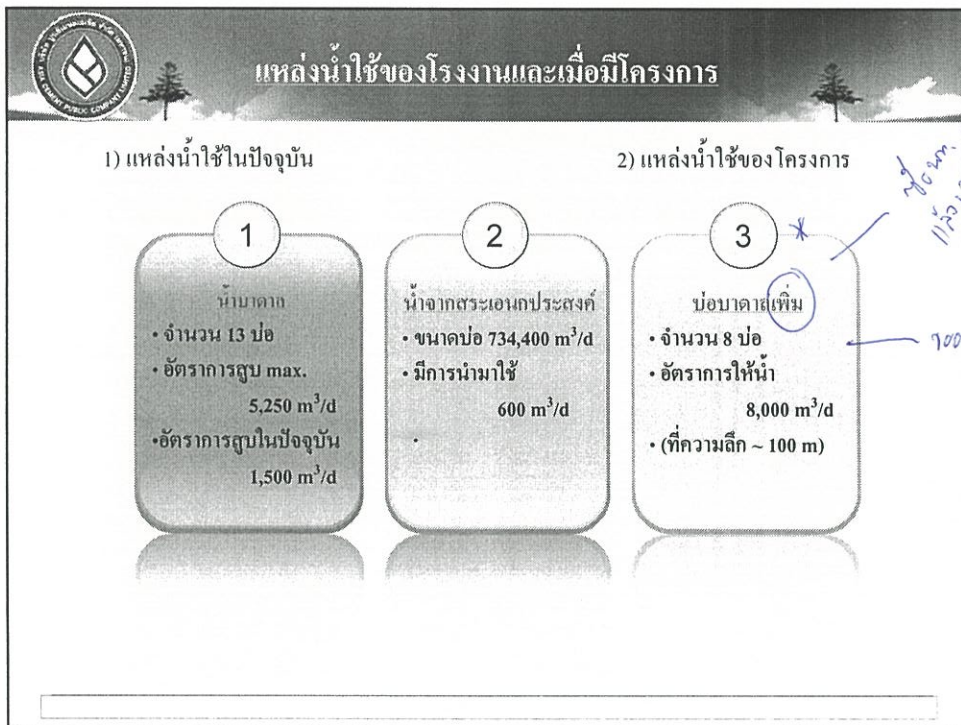 แหล่งน้ำใช้ของโรงงานและเมื่อมีโครงการ
CEMENT PUBLIC COMPANY LIMITED
1) แหล่งน้ำใช้ในปัจจุบัน
2) แหล่งน้ำใช้ของโครงการ
1
น้ำบาดาล
• จำนวน 13 บ่อ
• อัตราการสูบ max.
5,250 m³/d
•อัตราการสูบในปัจจุบัน
1,500 m³/d
2
น้ำจากสระเอนกประสงค์
• ขนาดบ่อ 734,400 m³/d
• มีการนำมาใช้
600 m³/d
•
3 *
บ่อบาดาลเพิ่ม
• จำนวน 8 บ่อ
• อัตราการให้น้ำ
8,000 m³/d
• (ที่ความลึก ~ 100 m)